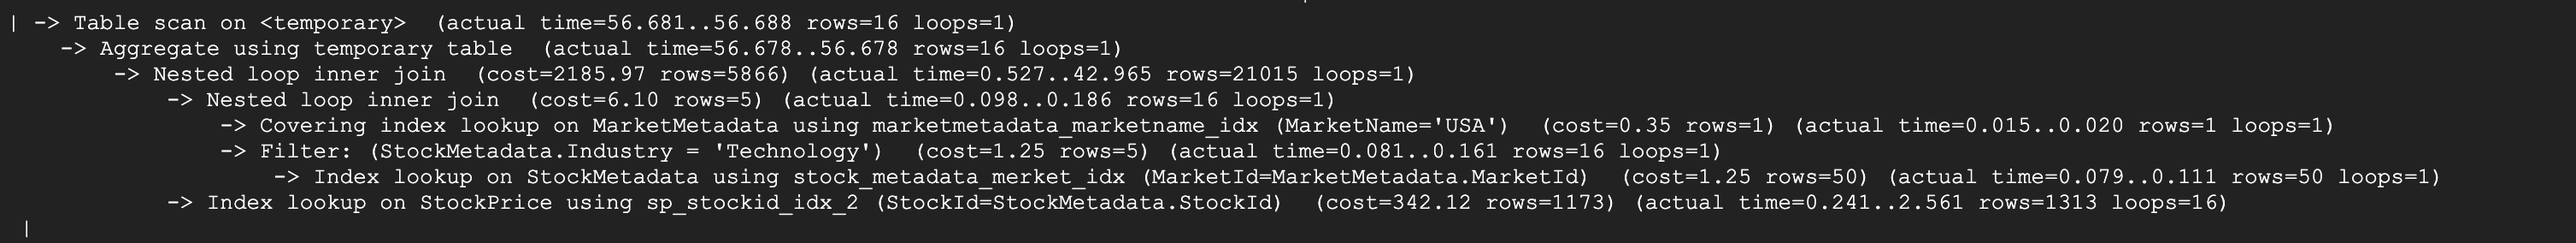 | -> Table scan on <temporary>  (actual time=56.681..56.688 rows=16 loops=1)
    -> Aggregate using temporary table  (actual time=56.678..56.678 rows=16 loops=1)
        -> Nested loop inner join  (cost=2185.97 rows=5866) (actual time=0.527..42.965 rows=21015 loops=1)
            -> Nested loop inner join  (cost=6.10 rows=5) (actual time=0.098..0.186 rows=16 loops=1)
                -> Covering index lookup on MarketMetadata using marketmetadata_marketname_idx (MarketName='USA')  (cost=0.35 rows=1) (actual time=0.015..0.020 rows=1 loops=1)
                -> Filter: (StockMetadata.Industry = 'Technology')  (cost=1.25 rows=5) (actual time=0.081..0.161 rows=16 loops=1)
                    -> Index lookup on StockMetadata using stock_metadata_merket_idx (MarketId=MarketMetadata.MarketId)  (cost=1.25 rows=50) (actual time=0.079..0.111 rows=50 loops=1)
            -> Index lookup on StockPrice using sp_stockid_idx_2 (StockId=StockMetadata.StockId)  (cost=342.12 rows=1173) (actual time=0.241..2.561 rows=1313 loops=16)
|